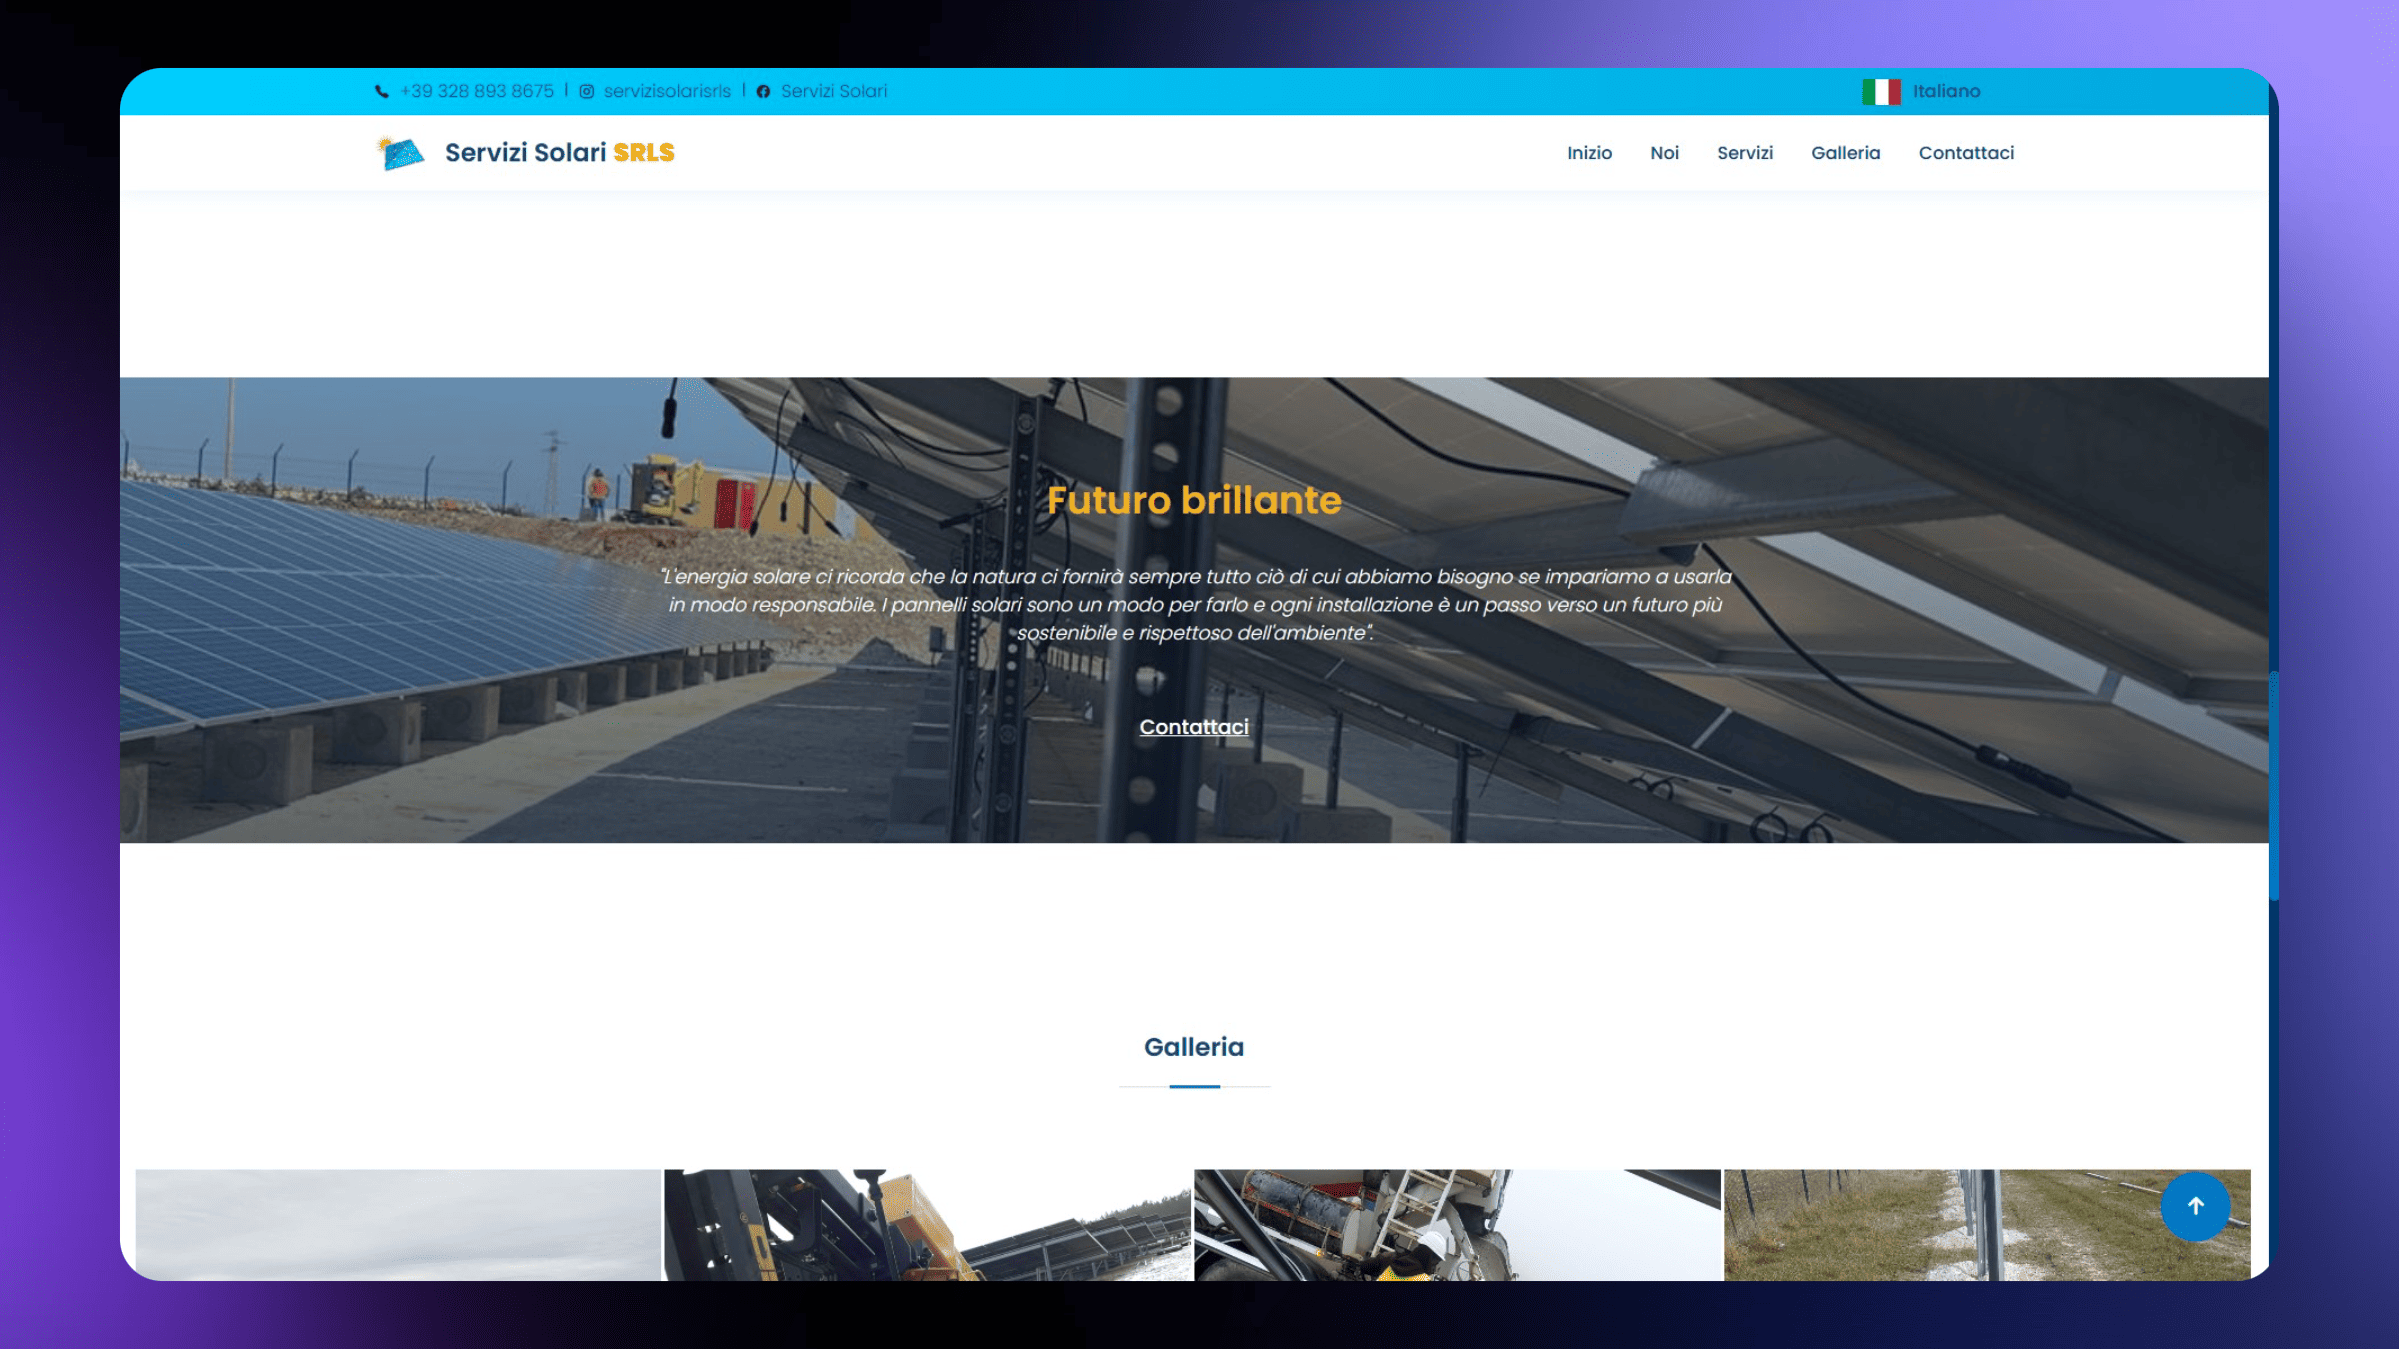 +39 328 893 8675 | servizisolarisrls | Servizi Solari
Italiano
Servizi Solari SRLS
Inizio Noi Servizi Galleria Contattaci
Futuro brillante
"L'energia solare ci ricorda che la natura ci fornirà sempre tutto ciò di cui abbiamo bisogno se impariamo a usarla
in modo responsabile. I pannelli solari sono un modo per farlo e ogni installazione è un passo verso un futuro più
sostenibile e rispettoso dell'ambiente".
Contattaci
Galleria